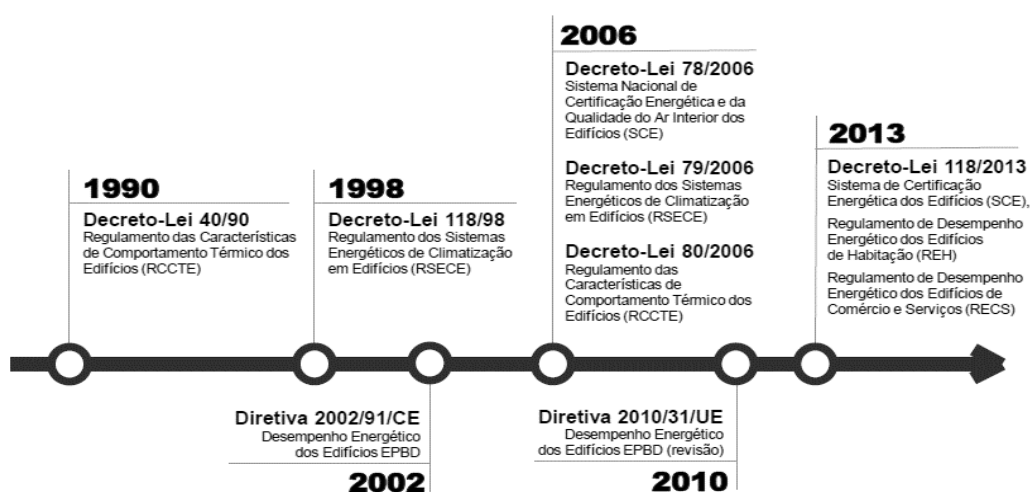 1990
Decreto-Lei 40/90
Regulamento das Características
de Comportamento Térmico dos
Edifícios (RCCTE)
1998
Decreto-Lei 118/98
Regulamento dos Sistemas
Energéticos de Climatização
em Edifícios (RSECE)
Diretiva 2002/91/CE
Desempenho Energético
dos Edifícios EPBD
2002
2006
Decreto-Lei 78/2006
Sistema Nacional de
Certificação Energética e da
Qualidade do Ar Interior dos
Edifícios (SCE)
Decreto-Lei 79/2006
Regulamento dos Sistemas
Energéticos de Climatização
em Edifícios (RSECE)
Decreto-Lei 80/2006
Regulamento das
Características de
Comportamento Térmico dos
Edifícios (RCCTE)
Diretiva 2010/31/UE
Desempenho Energético
dos Edifícios EPBD (revisão)
2010
2013
Decreto-Lei 118/2013
Sistema de Certificação
Energética dos Edifícios (SCE),
Regulamento de Desempenho
Energético dos Edifícios
de Habitação (REH)
Regulamento de Desempenho
Energético dos Edifícios de
Comércio e Serviços (RECS)